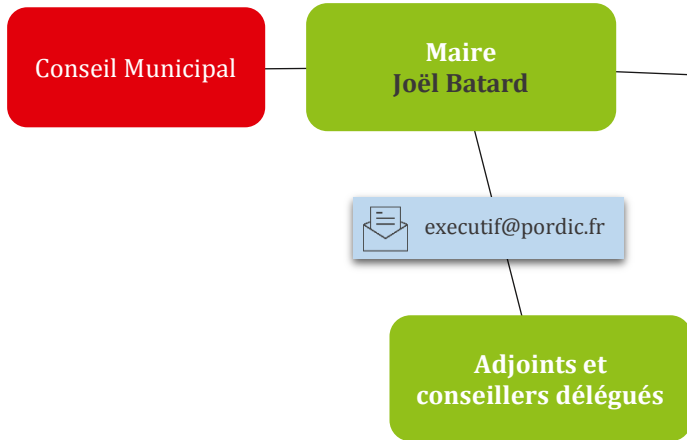 Conseil Municipal
Maire
Joël Batard
executif@pordic.fr
Adjoints et
conseillers délégués